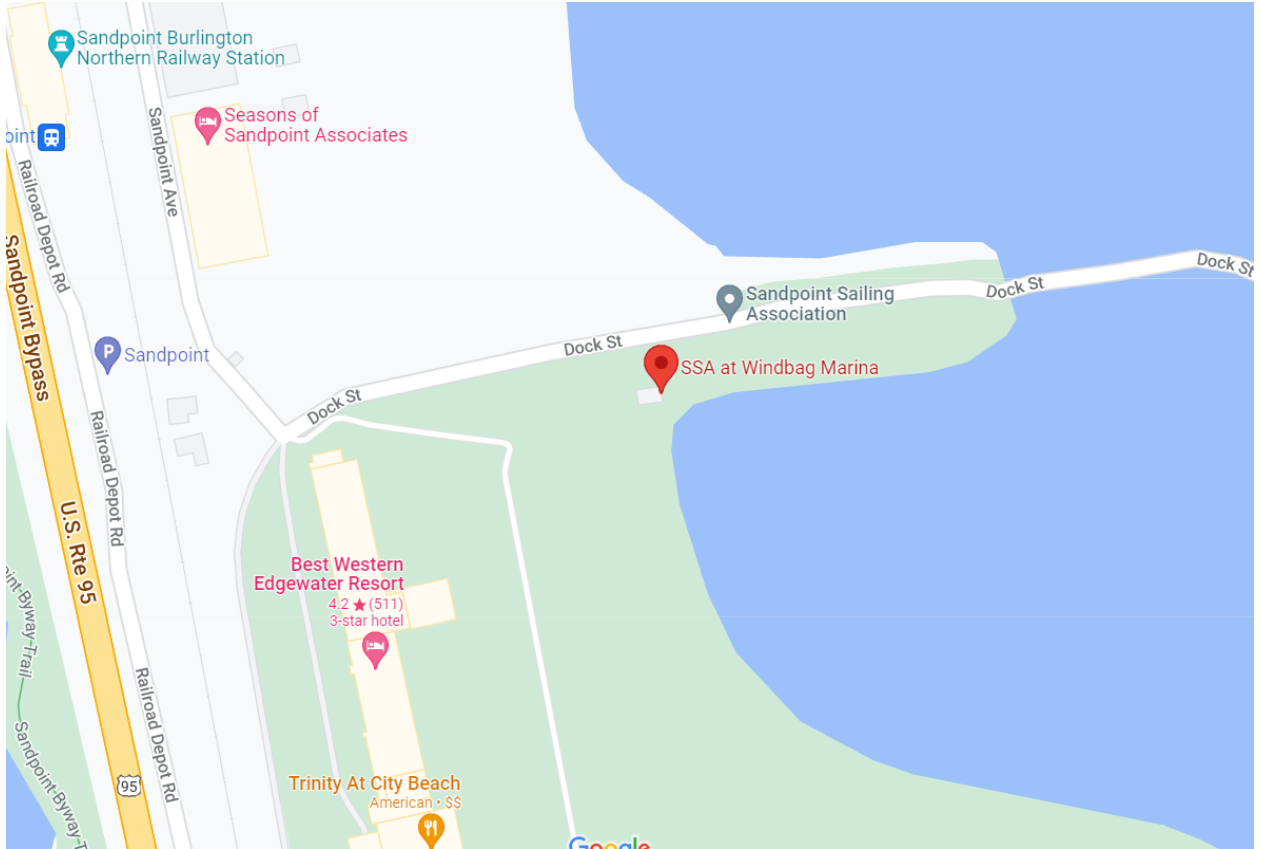 Sandpoint Burlington
Northern Railway Station
Seasons of
Sandpoint Associates
oint
Sandpoint Ave
Railroad Depot Rd
Sandpoint Bypass
Dock St
Dock St
Sandpoint Sailing
Association
Dock St
SSA at Windbag Marina
P
Sandpoint
Dock St
Railroad Depot Rd
U.S. Rte 95
Best Western
Edgewater Resort
4.2 ★ (511)
3-star hotel
oint-Byway-Trail
Railroad Depot Rd
Sandpoint-Byway-T
95
Trinity At City Beach
American • $$
Google